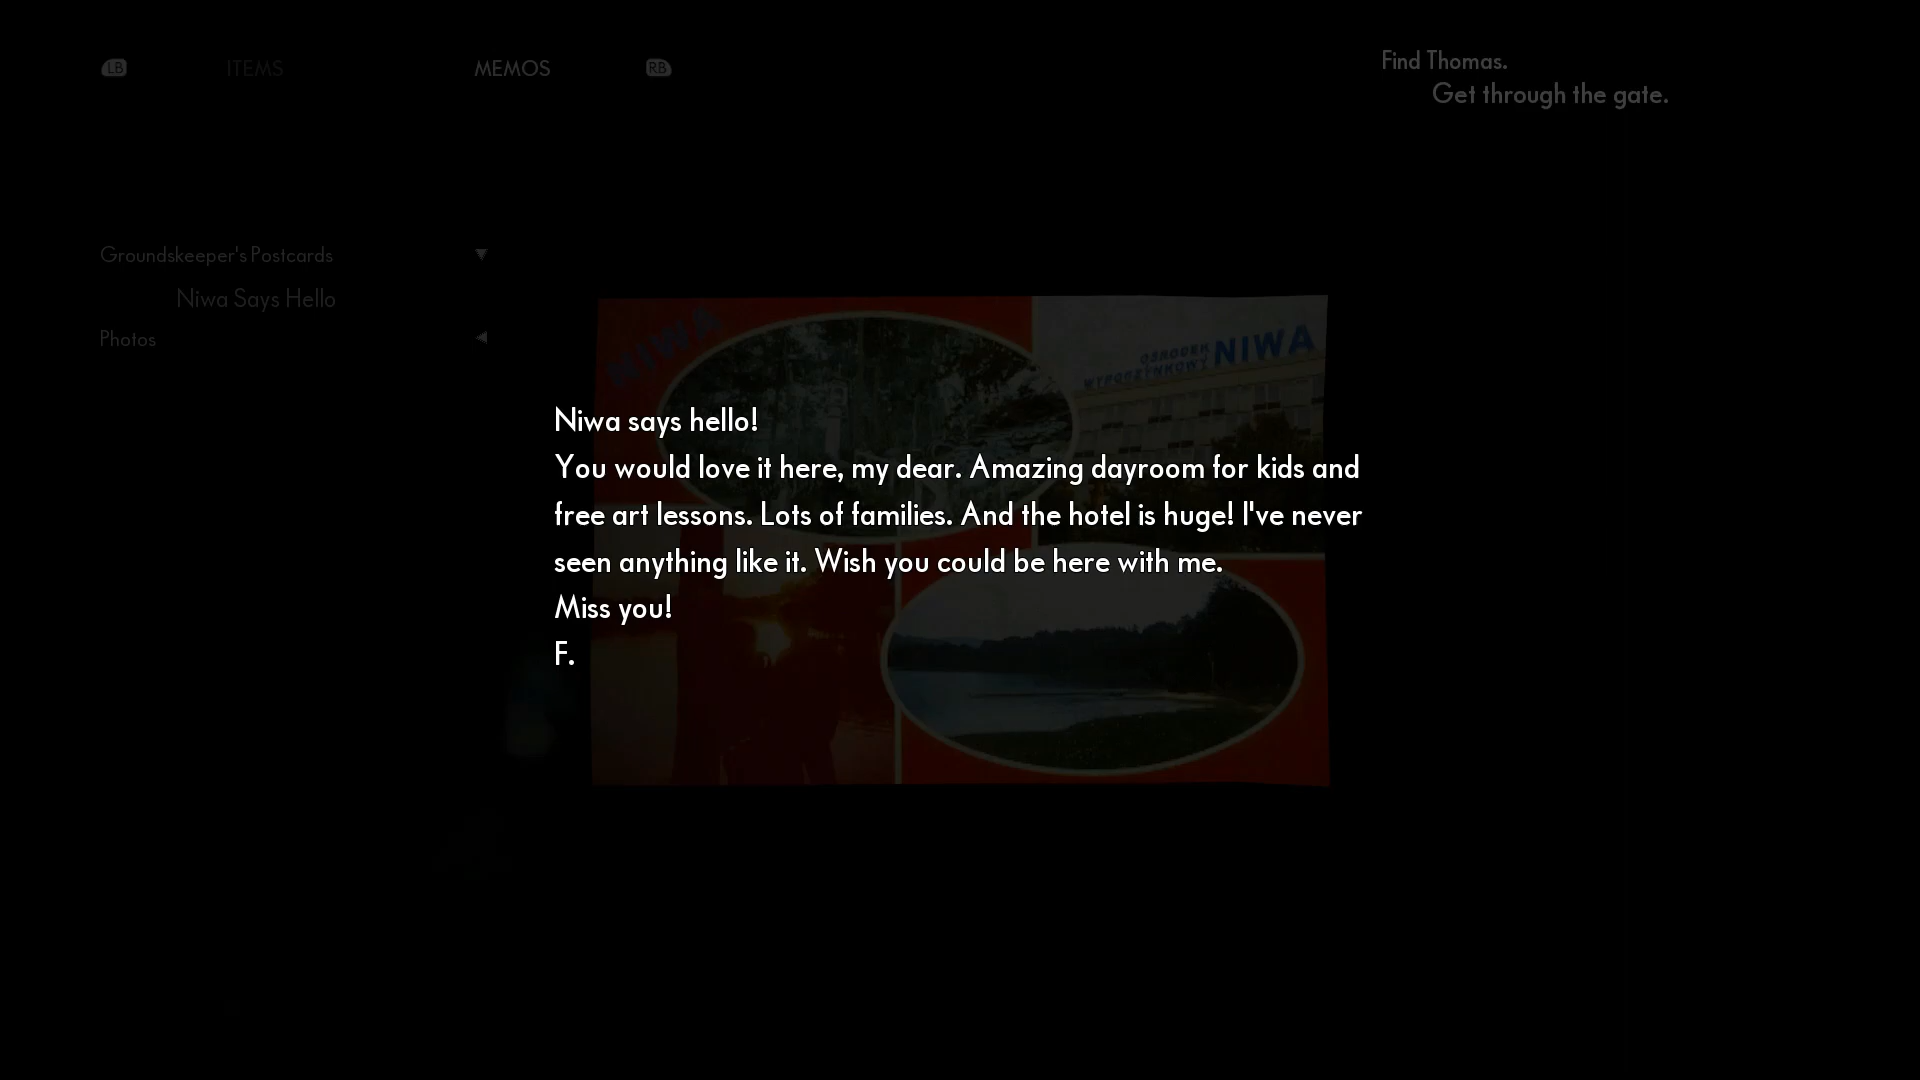 LB ITEMS MEMOS RB
Find Thomas.
Get through the gate.
Groundskeeper's Postcards
Niwa Says Hello
Photos
NIWA
OŚRODEK
WYPOCZYNKOWY NIWA
Niwa says hello!
You would love it here, my dear. Amazing dayroom for kids and
free art lessons. Lots of families. And the hotel is huge! I've never
seen anything like it. Wish you could be here with me.
Miss you!
F.